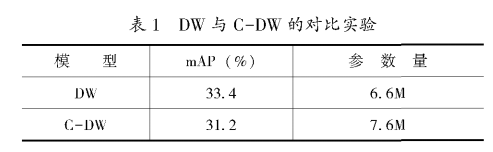 表 1 DW 与 C-DW 的对比实验
模 型 mAP (%) 参 数 量
DW 33.4 6.6M
C-DW 31.2 7.6M